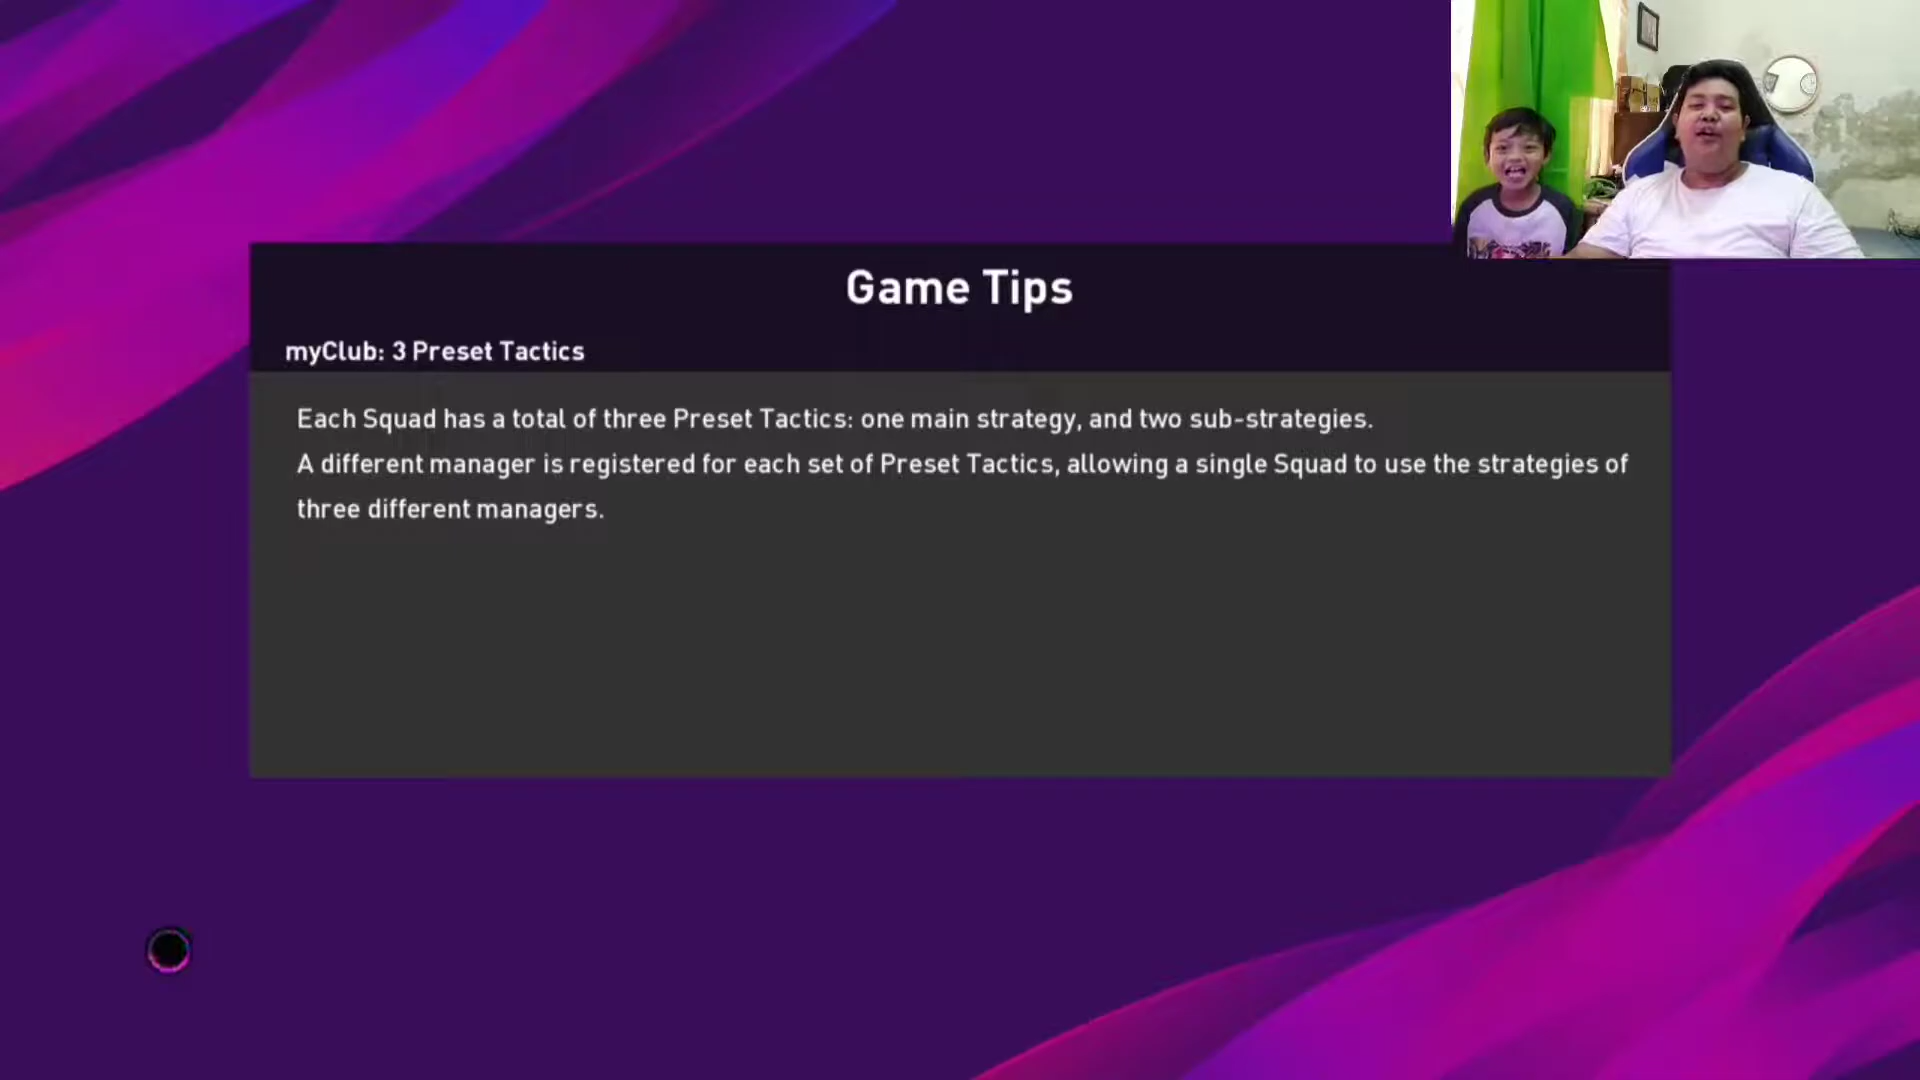 Game Tips
myClub: 3 Preset Tactics
Each Squad has a total of three Preset Tactics: one main strategy, and two sub-strategies.
A different manager is registered for each set of Preset Tactics, allowing a single Squad to use the strategies of
three different managers.